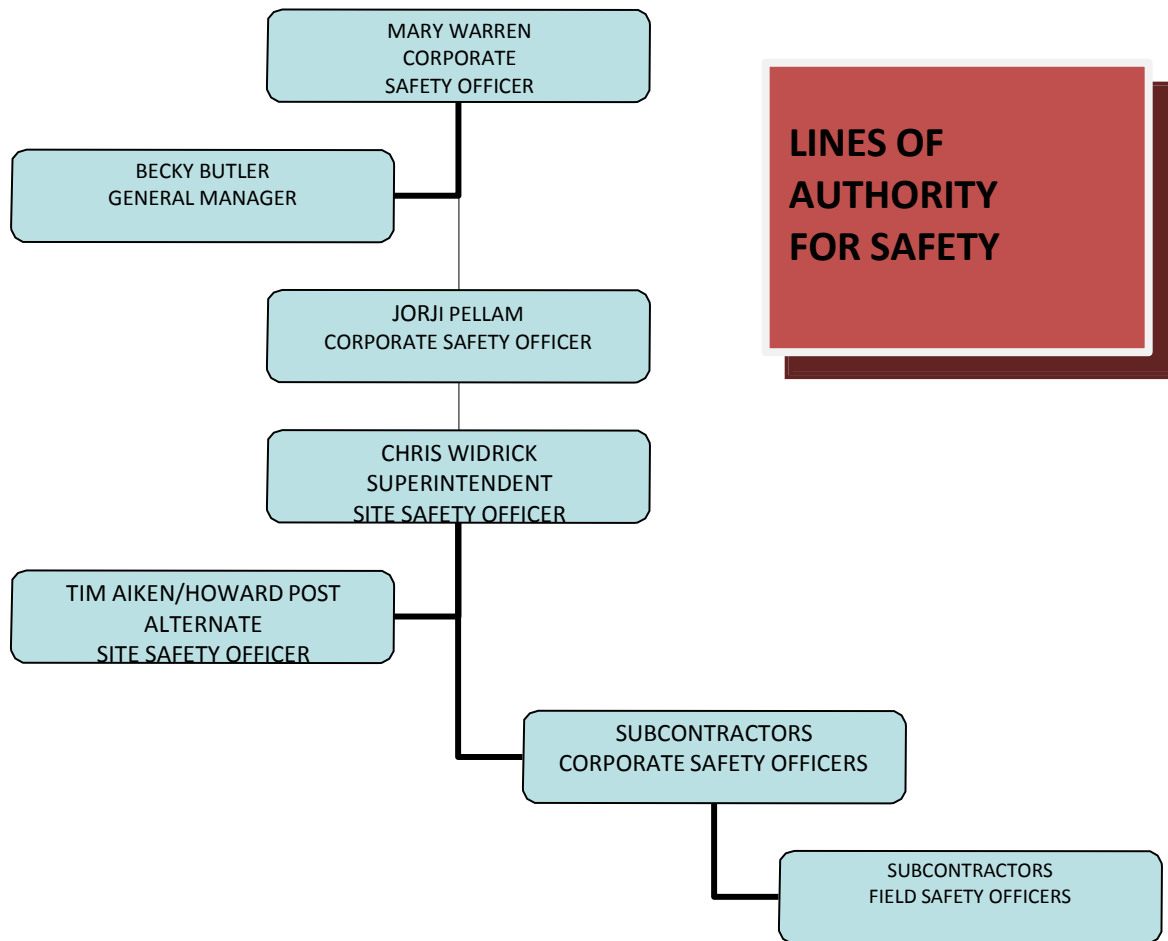 MARY WARREN
CORPORATE
SAFETY OFFICER
LINES OF
AUTHORITY
FOR SAFETY
BECKY BUTLER
GENERAL MANAGER
JORJI PELLAM
CORPORATE SAFETY OFFICER
CHRIS WIDRICK
SUPERINTENDENT
SITE SAFETY OFFICER
TIM AIKEN/HOWARD POST
ALTERNATE
SITE SAFETY OFFICER
SUBCONTRACTORS
CORPORATE SAFETY OFFICERS
SUBCONTRACTORS
FIELD SAFETY OFFICERS